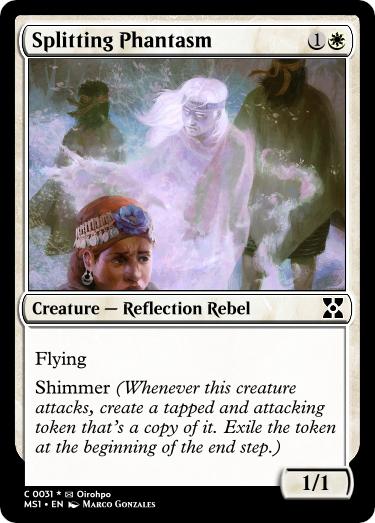 Splitting Phantasm 1
Creature — Reflection Rebel
Flying
Shimmer (Whenever this creature
attacks, create a tapped and attacking
token that's a copy of it. Exile the token
at the beginning of the end step.)
1/1
C 0031 * Oirohpo
MS1 • EN Marco Gonzales